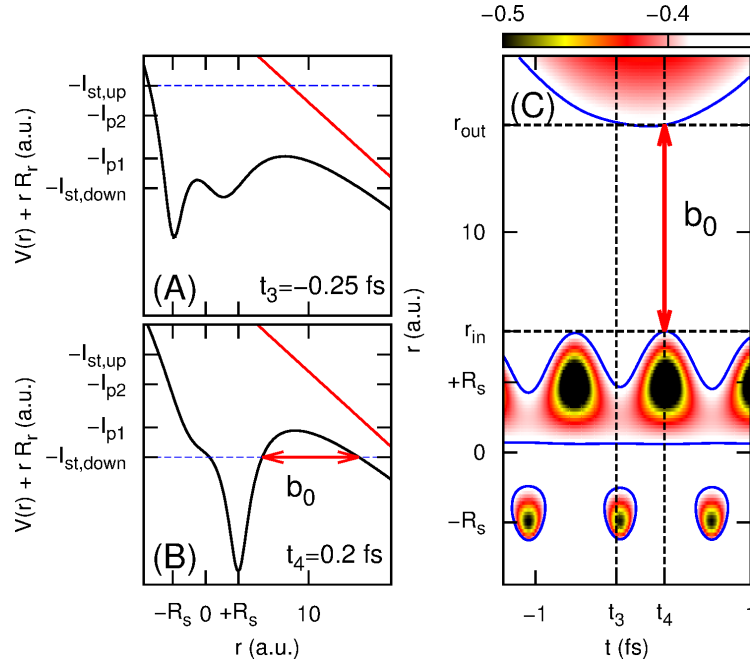 V(r) + r R_r (a.u.)
−I_st,up
−I_p2
−I_p1
−I_st,down
(A)
t_3=−0.25 fs
V(r) + r R_r (a.u.)
−I_st,up
−I_p2
−I_p1
−I_st,down
b_0
(B)
t_4=0.2 fs
−R_s 0 +R_s 10
r (a.u.)
−0.5 −0.4
(C)
r (a.u.)
r_out
10
r_in
+R_s
0
−R_s
b_0
−1 t_3 t_4 1
t (fs)